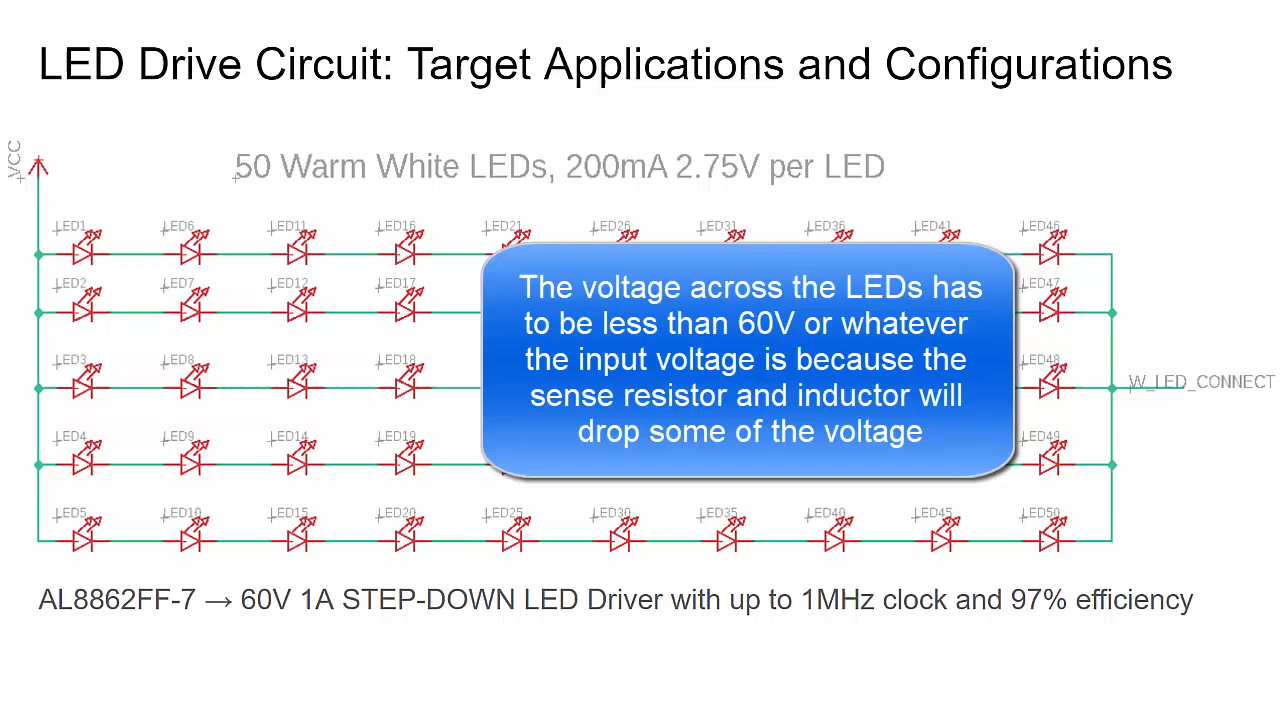 LED Drive Circuit: Target Applications and Configurations
VCC
50 Warm White LEDs, 200mA 2.75V per LED
LED1 LED6 LED11 LED16 LED21 LED26 LED31 LED36 LED41 LED46
LED2 LED7 LED12 LED17 LED47
The voltage across the LEDs has
to be less than 60V or whatever
the input voltage is because the
sense resistor and inductor will
drop some of the voltage
LED3 LED8 LED13 LED18 LED48
W_LED_CONNECT
LED4 LED9 LED14 LED19 LED49
LED5 LED10 LED15 LED20 LED25 LED30 LED35 LED40 LED45 LED50
AL8862FF-7 → 60V 1A STEP-DOWN LED Driver with up to 1MHz clock and 97% efficiency